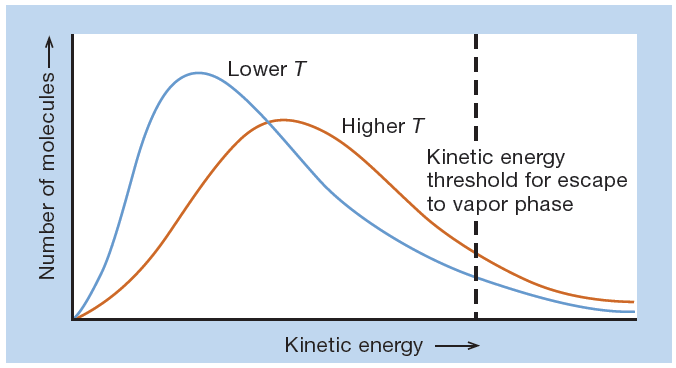 Number of molecules
Lower T
Higher T
Kinetic energy
threshold for escape
to vapor phase
Kinetic energy